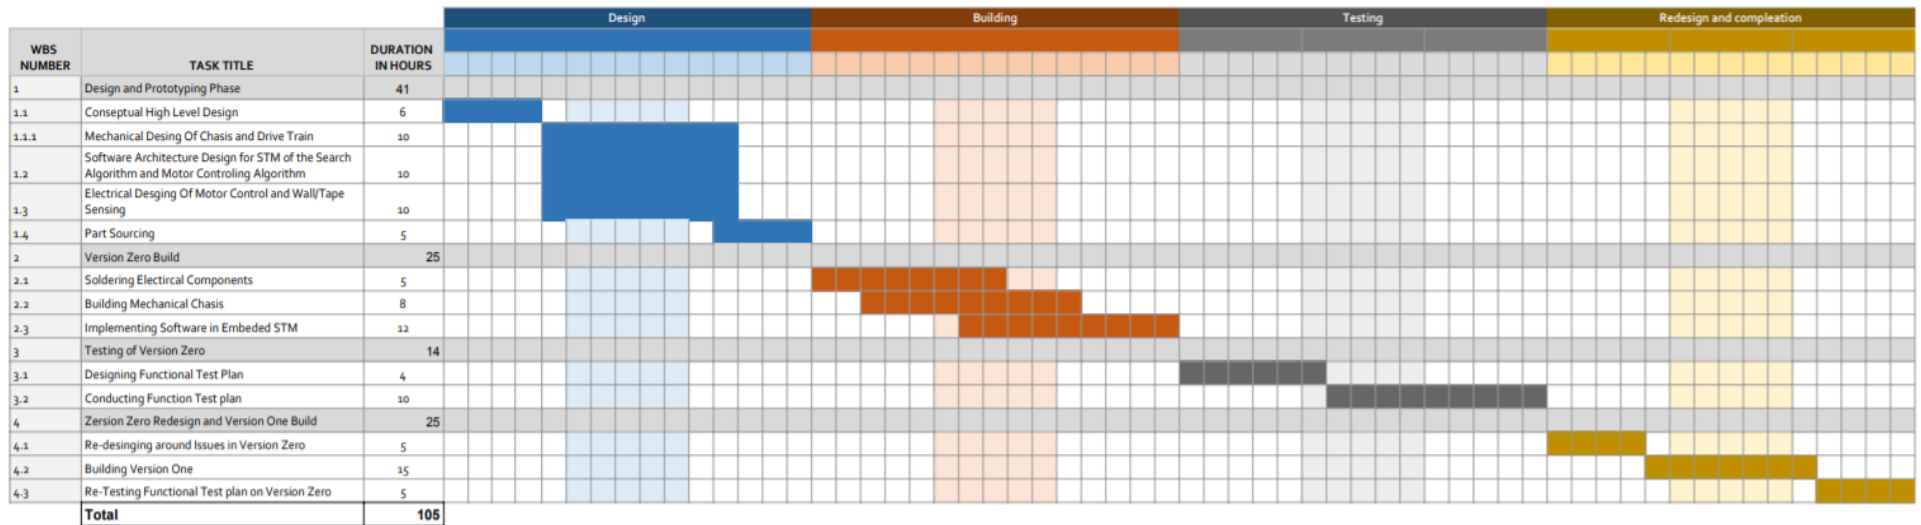 Design Building Testing Redesign and compleation
WBS NUMBER TASK TITLE DURATION IN HOURS
1 Design and Prototyping Phase 41
1.1 Conseptual High Level Design 6
1.1.1 Mechanical Desing Of Chasis and Drive Train 10
Software Architecture Design for STM of the Search
1.2 Algorithm and Motor Controling Algorithm 10
Electrical Desging Of Motor Control and Wall/Tape
1.3 Sensing 10
1.4 Part Sourcing 5
2 Version Zero Build 25
2.1 Soldering Electircal Components 5
2.2 Building Mechanical Chasis 8
2.3 Implementing Software in Embeded STM 12
3 Testing of Version Zero 14
3.1 Designing Functional Test Plan 4
3.2 Conducting Function Test plan 10
4 Zersion Zero Redesign and Version One Build 25
4.1 Re-desinging around Issues in Version Zero 5
4.2 Building Version One 15
4.3 Re-Testing Functional Test plan on Version Zero 5
Total 105